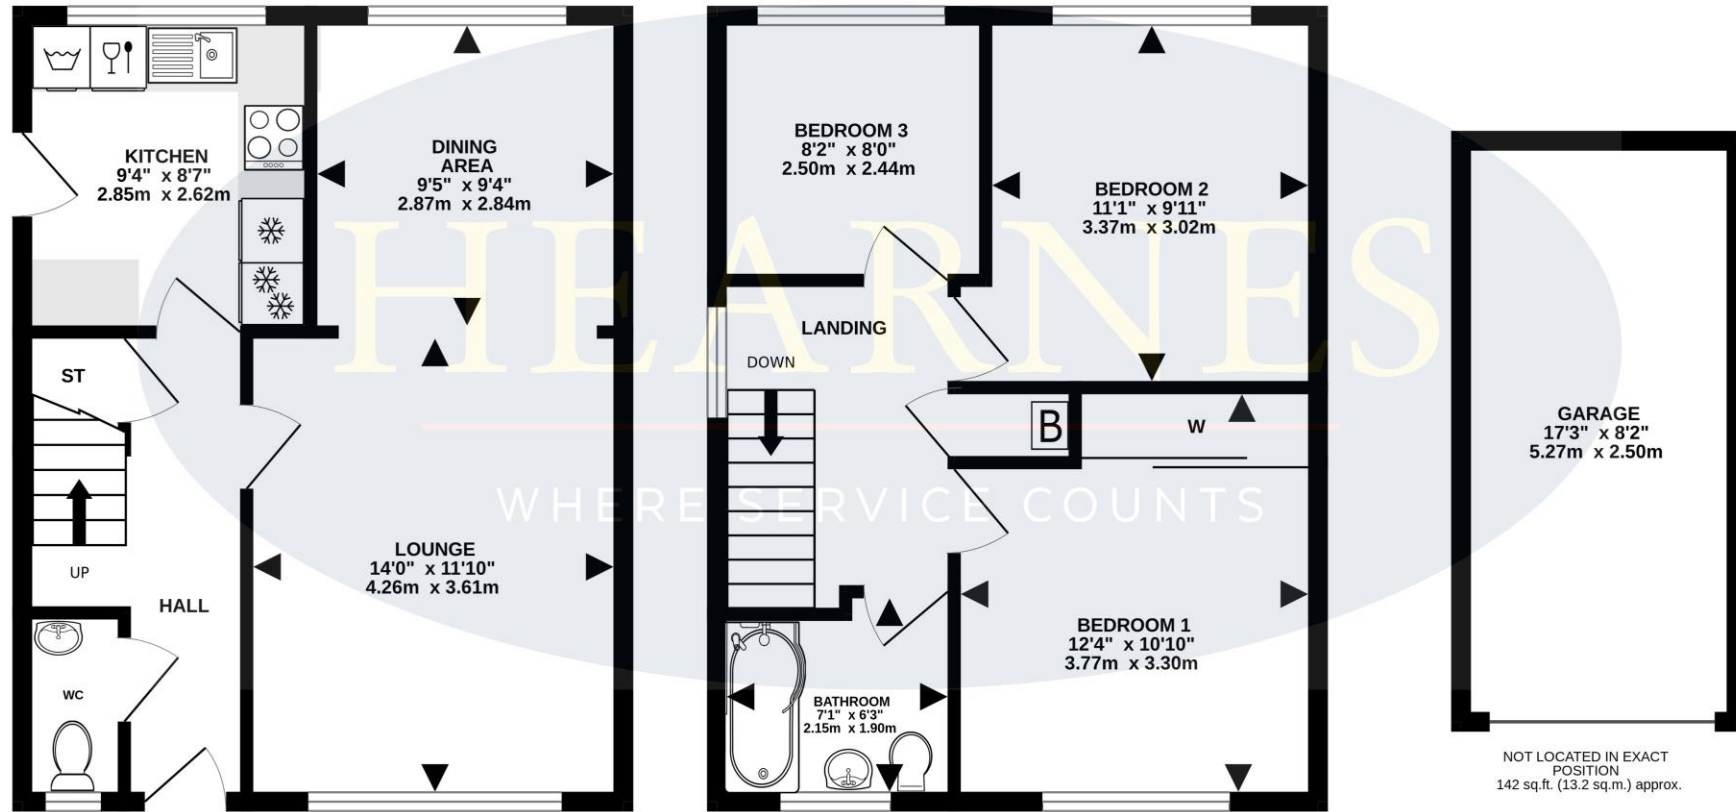 KITCHEN
9'4" x 8'7"
2.85m x 2.62m
DINING
AREA
9'5" x 9'4"
2.87m x 2.84m
ST
UP
HALL
WC
LOUNGE
14'0" x 11'10"
4.26m x 3.61m
BEDROOM 3
8'2" x 8'0"
2.50m x 2.44m
BEDROOM 2
11'1" x 9'11"
3.37m x 3.02m
LANDING
DOWN
B
W
BEDROOM 1
12'4" x 10'10"
3.77m x 3.30m
BATHROOM
7'1" x 6'3"
2.15m x 1.90m
GARAGE
17'3" x 8'2"
5.27m x 2.50m
NOT LOCATED IN EXACT
POSITION
142 sq.ft. (13.2 sq.m.) approx.
HEARNES
WHERE SERVICE COUNTS